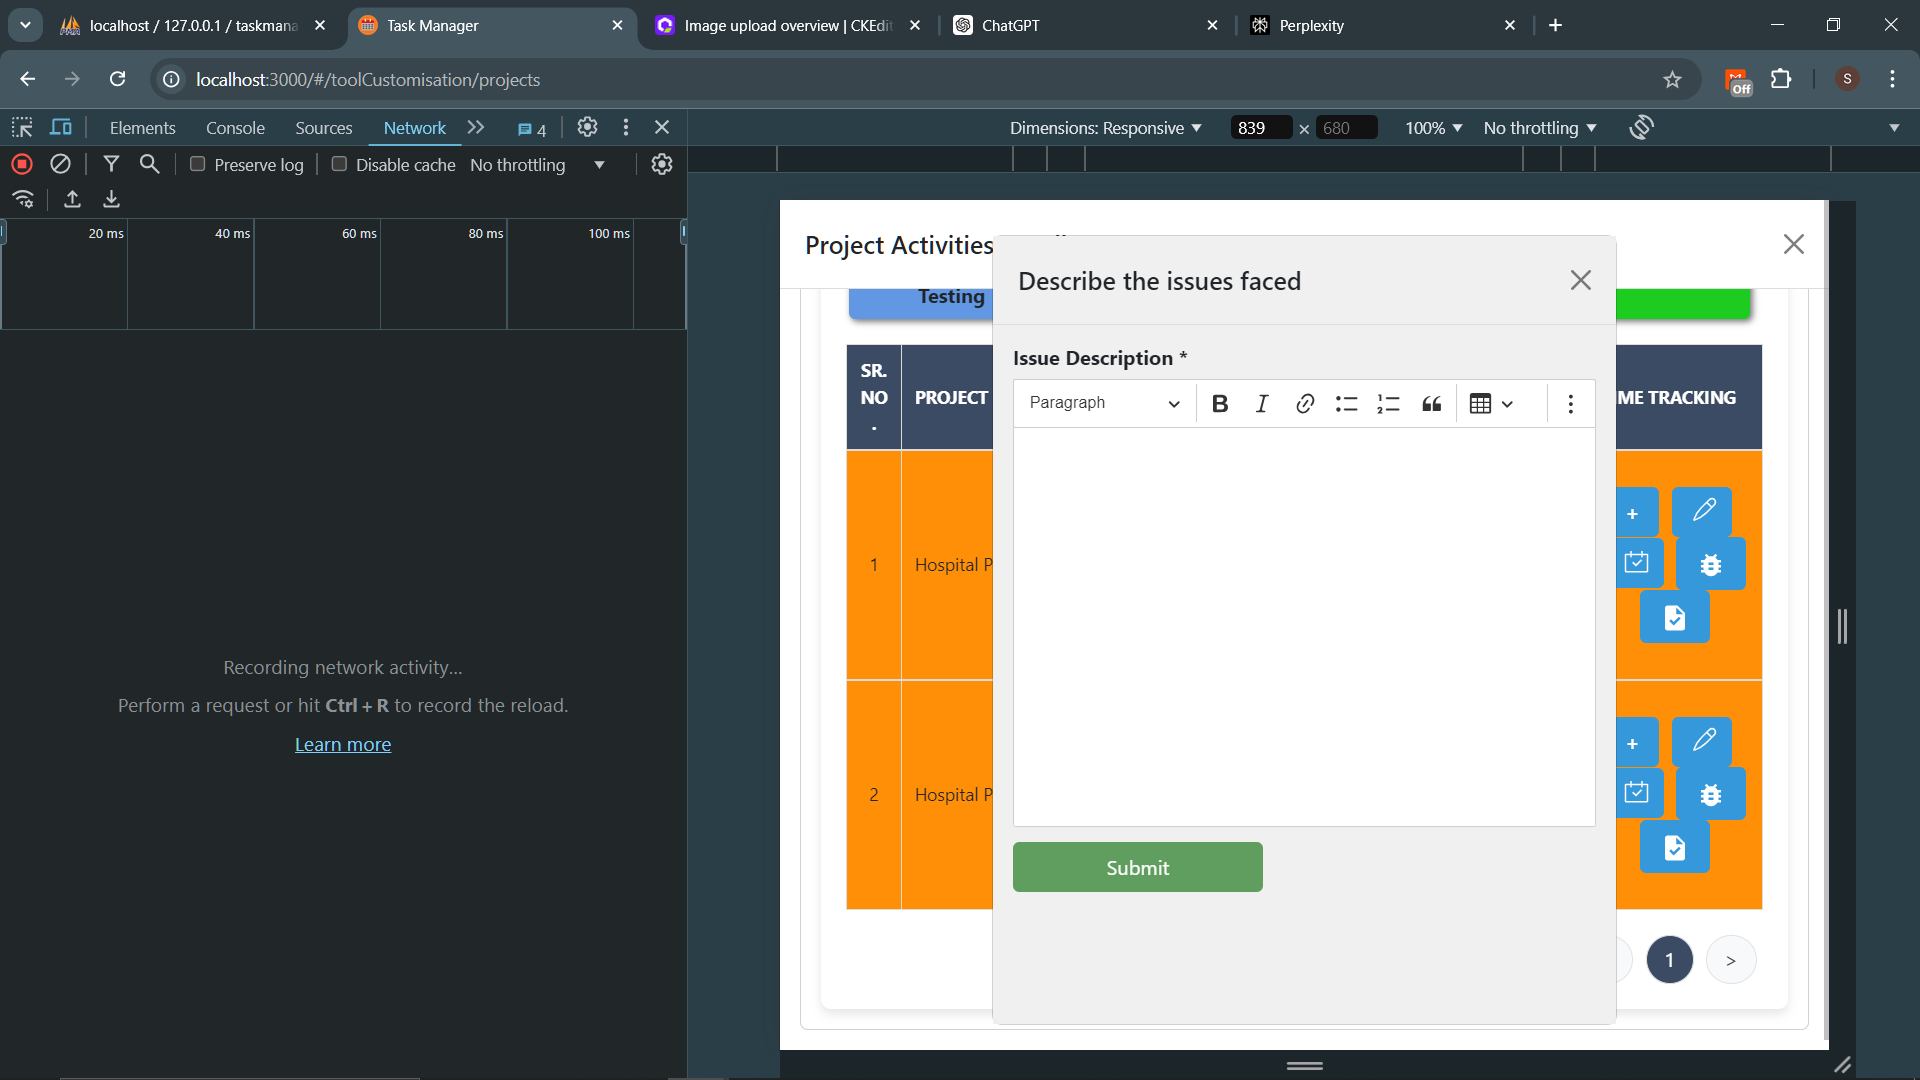 localhost / 127.0.0.1 / taskmana
Task Manager
Image upload overview | CKEdit
ChatGPT
Perplexity
localhost:3000/#/toolCustomisation/projects
Off
S
Elements
Console
Sources
Network
4
Dimensions: Responsive
839 × 680
100%
No throttling
Preserve log
Disable cache
No throttling
20 ms
40 ms
60 ms
80 ms
100 ms
Recording network activity...
Perform a request or hit Ctrl + R to record the reload.
Learn more
Project Activities
Describe the issues faced
Testing
Issue Description *
SR. NO .
PROJECT
Paragraph
ME TRACKING
1
Hospital P
+
2
Hospital P
+
Submit
1
>